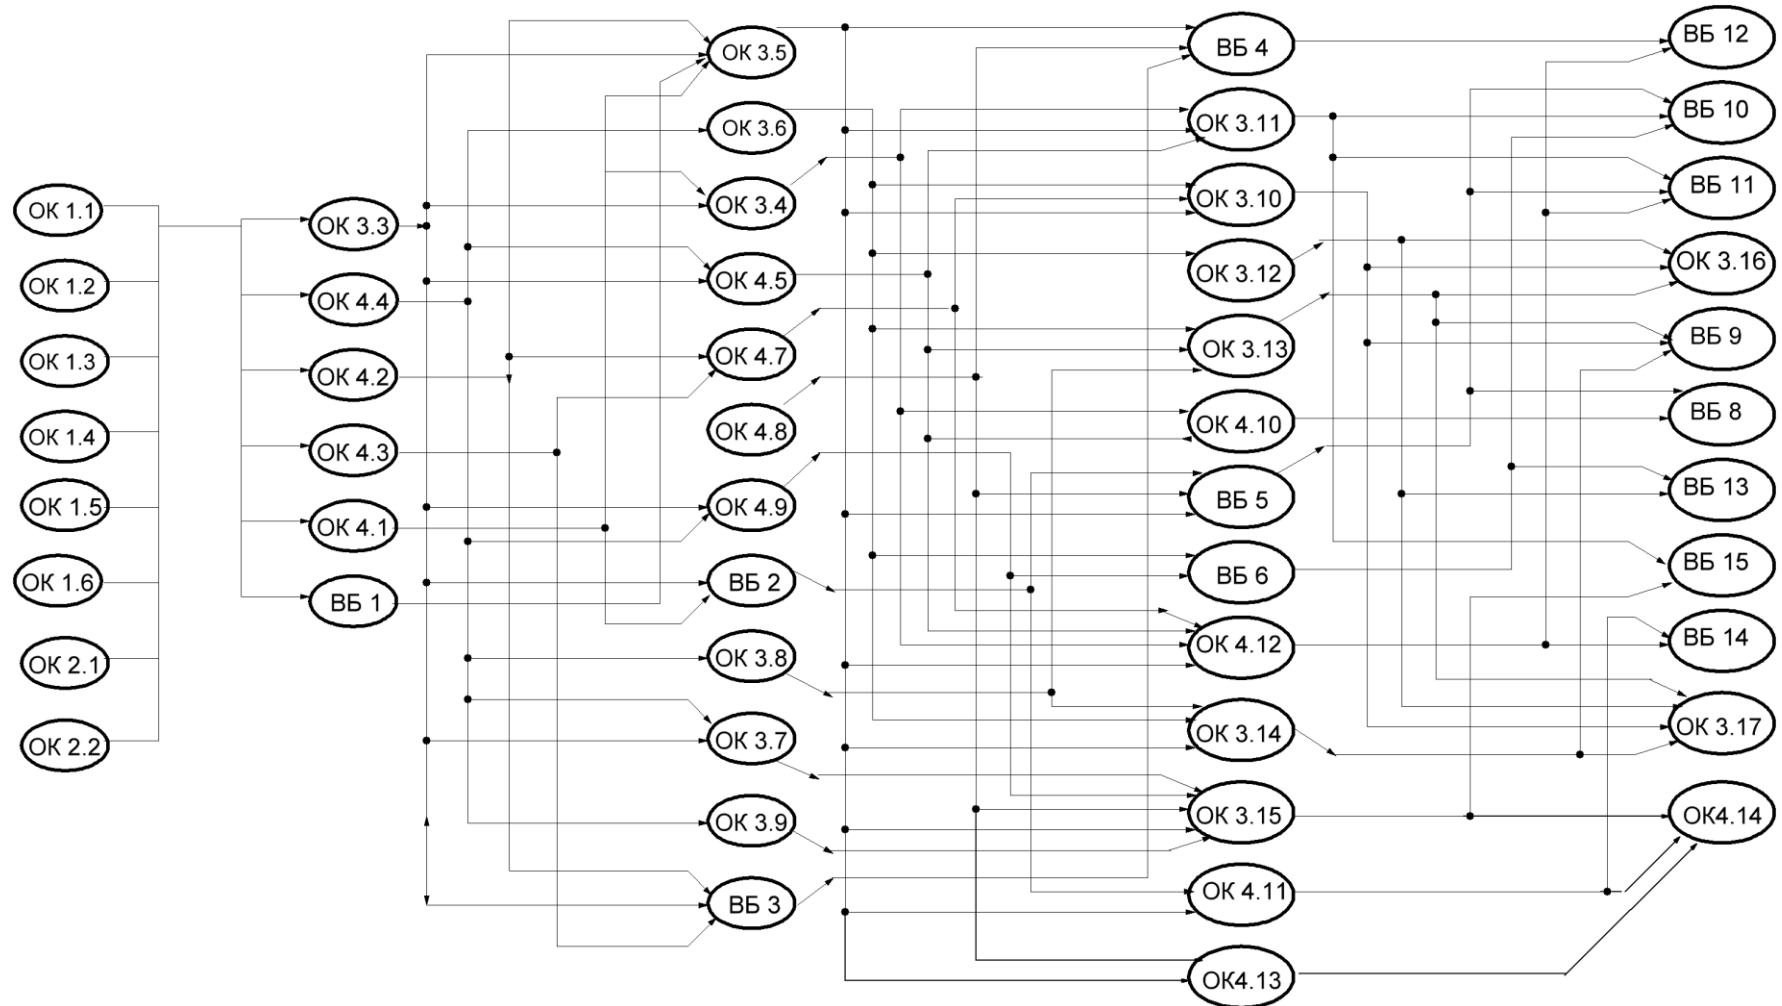 ОК 1.1
ОК 1.2
ОК 1.3
ОК 1.4
ОК 1.5
ОК 1.6
ОК 2.1
ОК 2.2
ОК 3.3
ОК 4.4
ОК 4.2
ОК 4.3
ОК 4.1
ВБ 1
ОК 3.5
ОК 3.6
ОК 3.4
ОК 4.5
ОК 4.7
ОК 4.8
ОК 4.9
ВБ 2
ОК 3.8
ОК 3.7
ОК 3.9
ВБ 3
ВБ 4
ОК 3.11
ОК 3.10
ОК 3.12
ОК 3.13
ОК 4.10
ВБ 5
ВБ 6
ОК 4.12
ОК 3.14
ОК 3.15
ОК 4.11
ОК4.13
ВБ 12
ВБ 10
ВБ 11
ОК 3.16
ВБ 9
ВБ 8
ВБ 13
ВБ 15
ВБ 14
ОК 3.17
ОК4.14